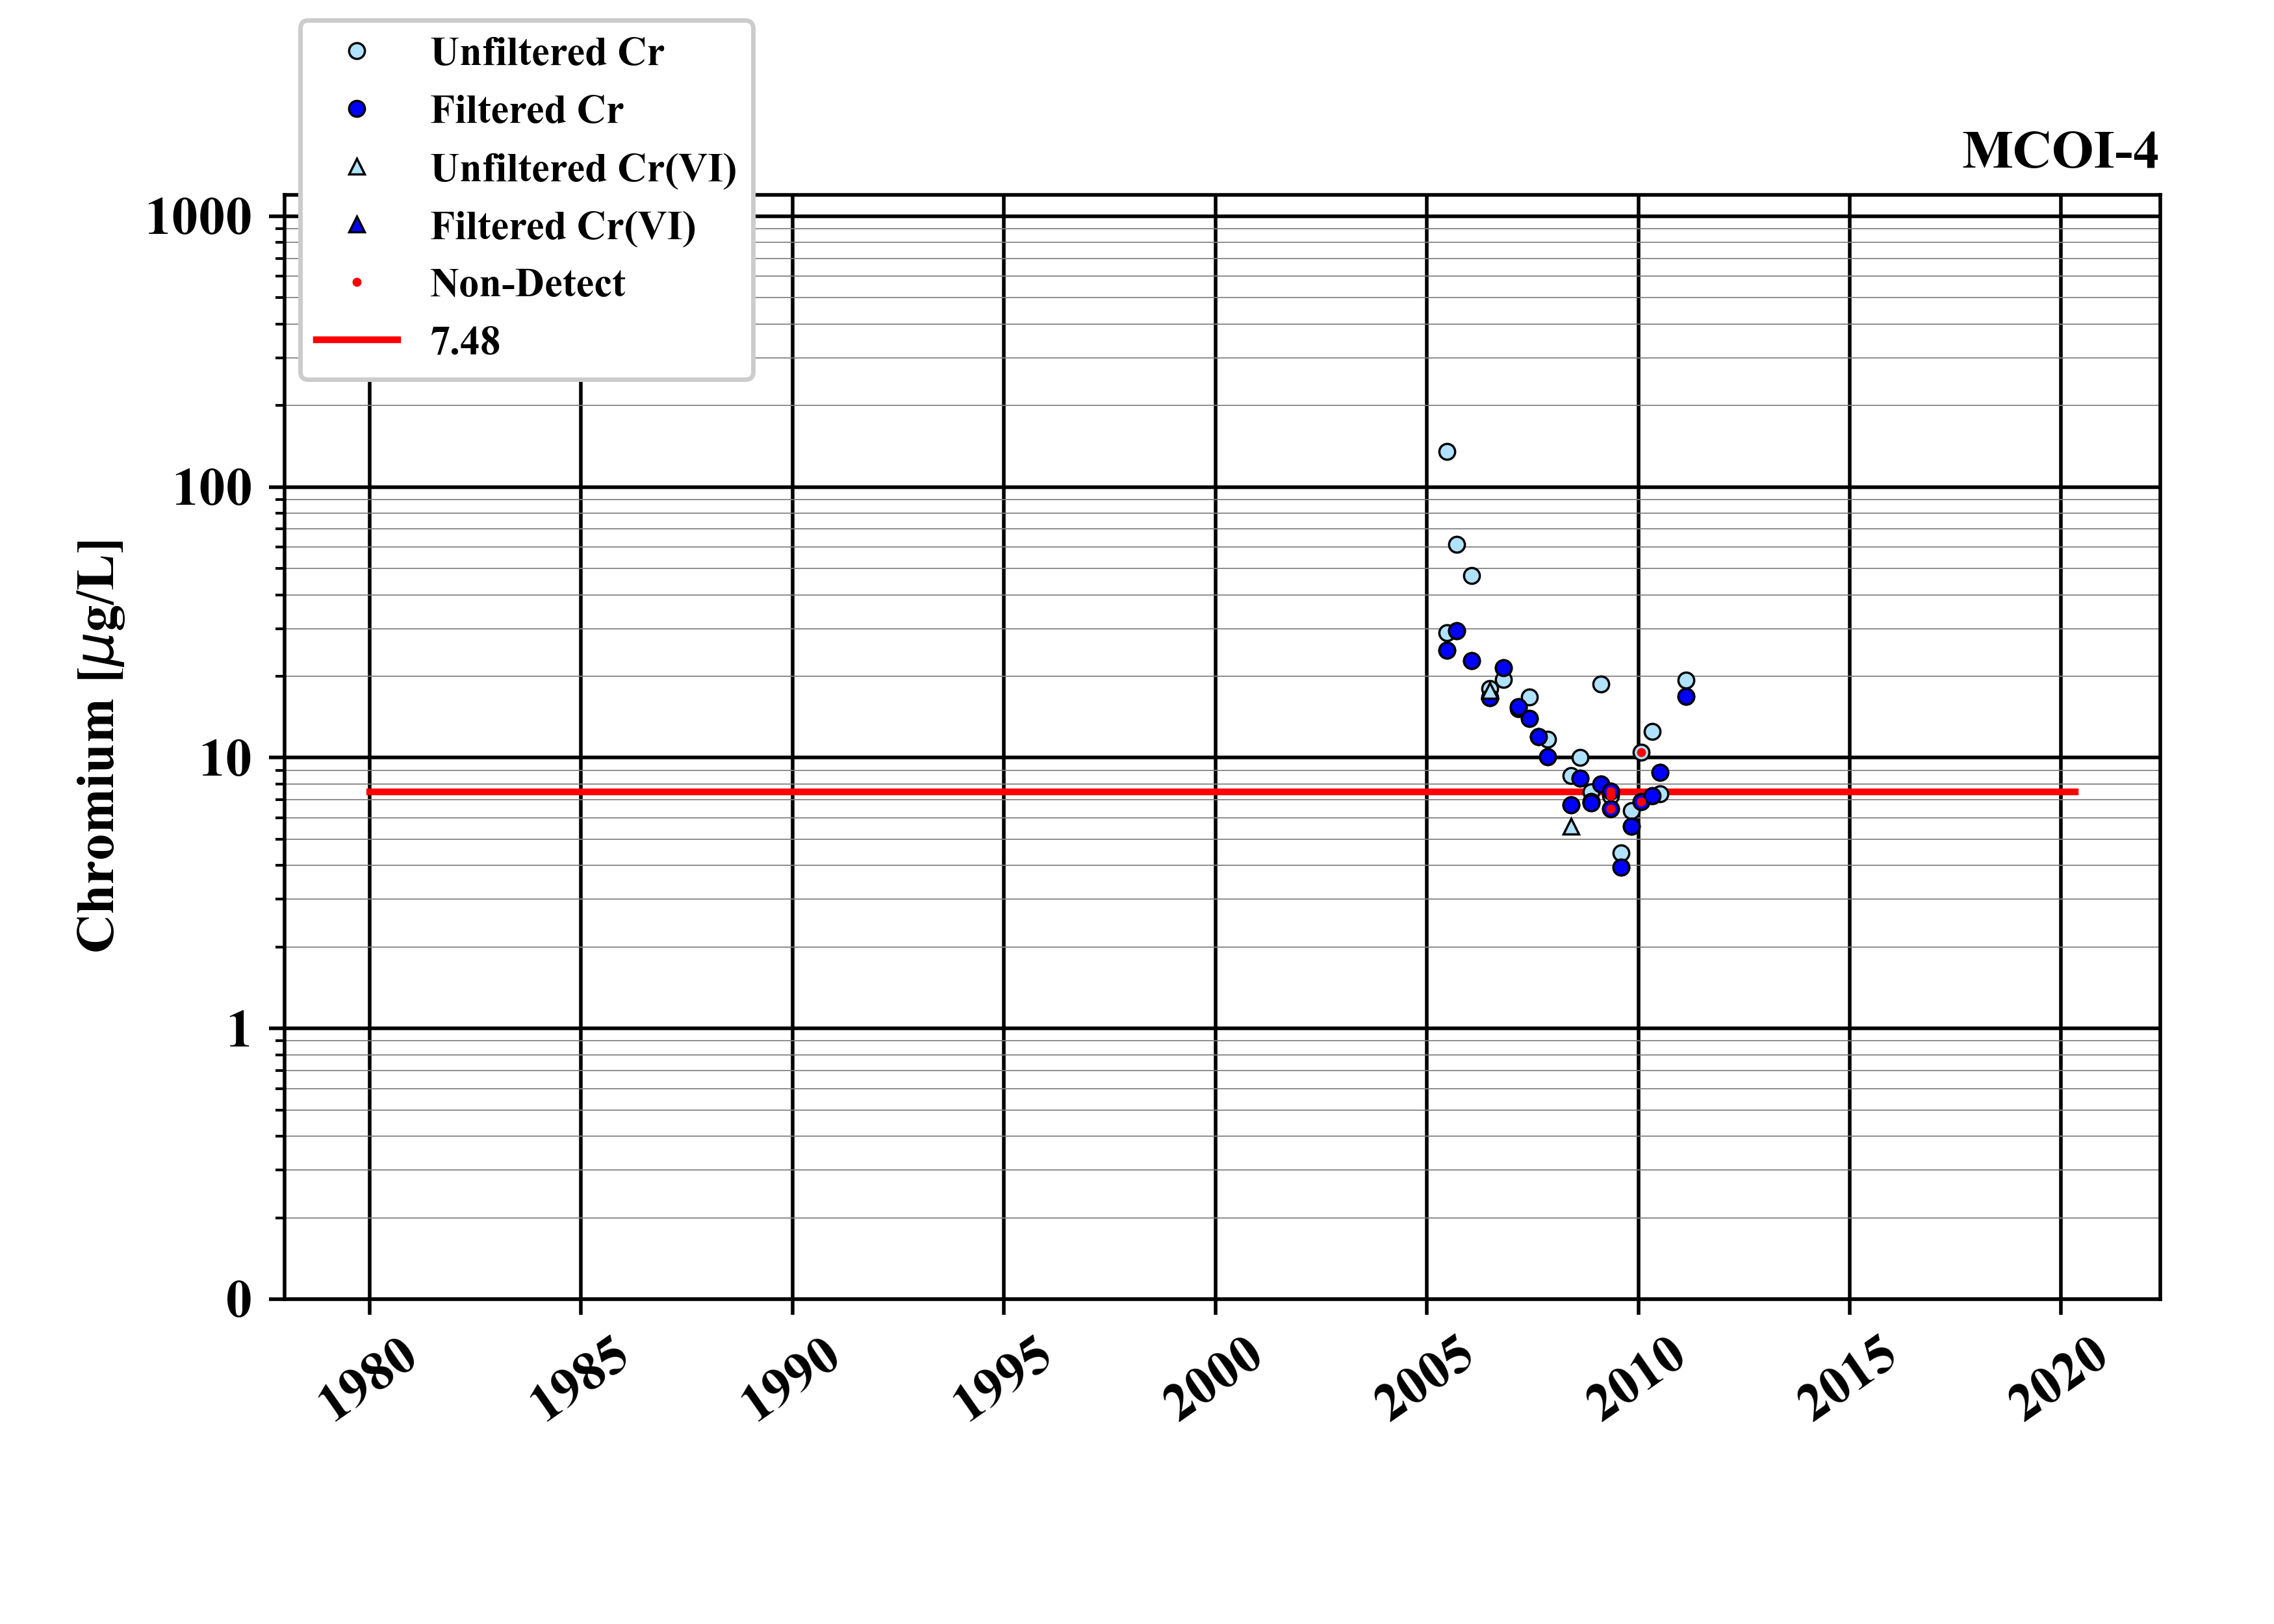 Unfiltered Cr
Filtered Cr
Unfiltered Cr(VI)
Filtered Cr(VI)
Non-Detect
7.48
MCOI-4
Chromium [μg/L]
1000
100
10
1
0
1980
1985
1990
1995
2000
2005
2010
2015
2020